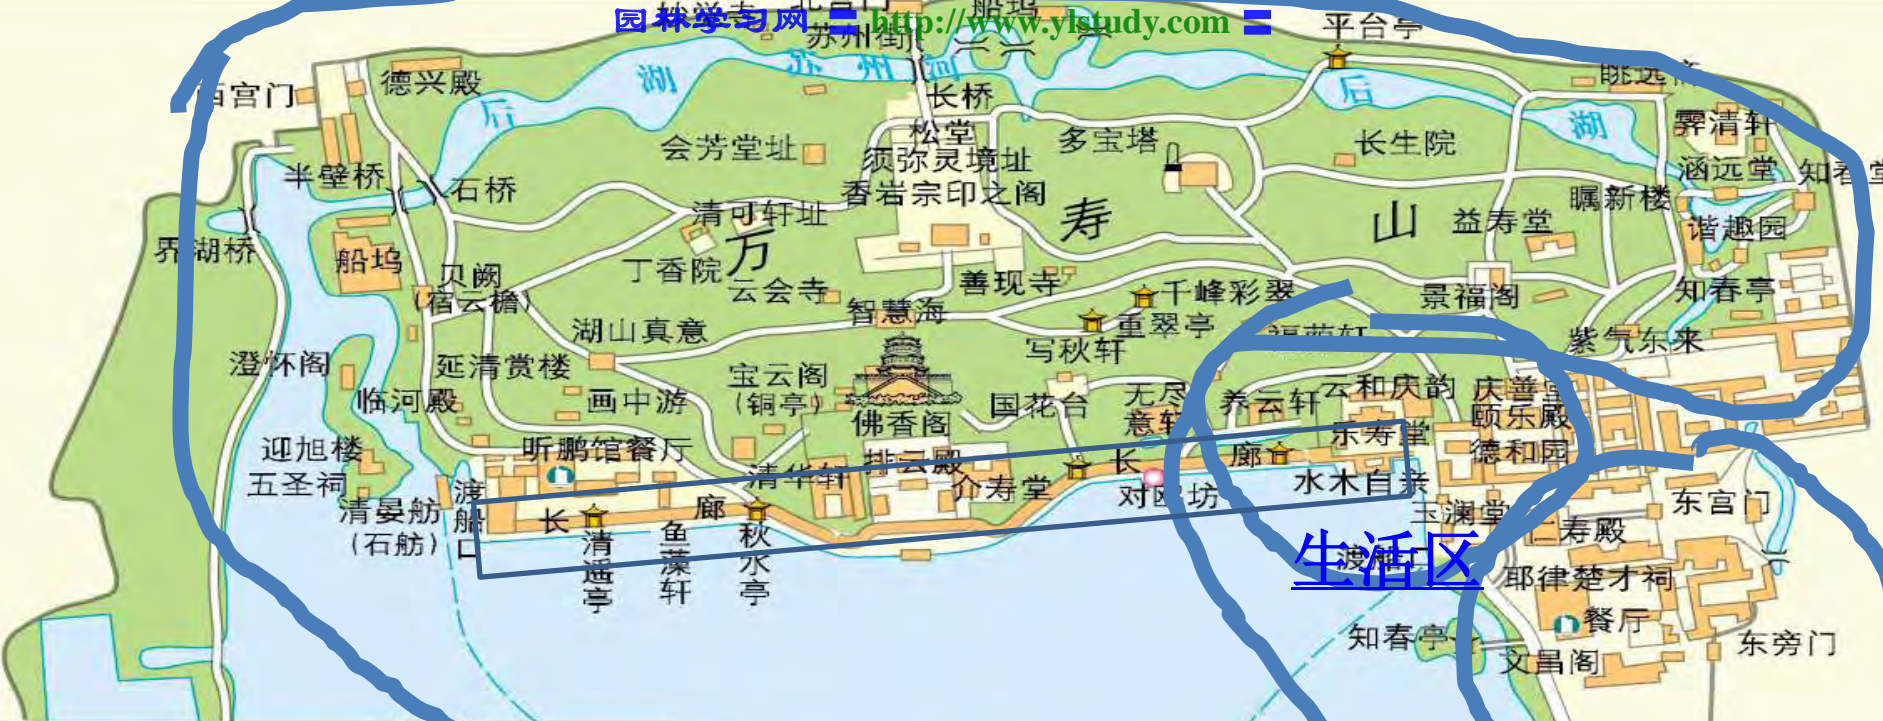 园林学习网 〓 http://www.ylstudy.com 〓
船坞
苏州街
平台亭
德兴殿
西宫门
后
湖
苏
州
河
长桥
后
湖
眺远斋
霁清轩
会芳堂址
松堂
多宝塔
长生院
须弥灵境址
香岩宗印之阁
涵远堂
知春堂
半壁桥
石桥
清可轩址
万
寿
山
益寿堂
瞩新楼
谐趣园
界湖桥
船坞
贝阙
(宿云檐)
丁香院
云会寺
善现寺
千峰彩翠
景福阁
知春亭
智慧海
重翠亭
湖山真意
写秋轩
福荫轩
紫气东来
澄怀阁
延清赏楼
宝云阁
(铜亭)
临河殿
画中游
佛香阁
国花台
无尽
意轩
养云轩
云和庆韵
庆善堂
颐乐殿
德和园
乐寿堂
迎旭楼
五圣祠
听鹂馆餐厅
清华轩
排云殿
介寿堂
长
廊
对鸥坊
水木自亲
清晏舫
(石舫)
渡船口
长
廊
清遥亭
鱼藻轩
秋水亭
玉澜堂
仁寿殿
东宫门
生活区
耶律楚才祠
餐厅
知春亭
文昌阁
东旁门